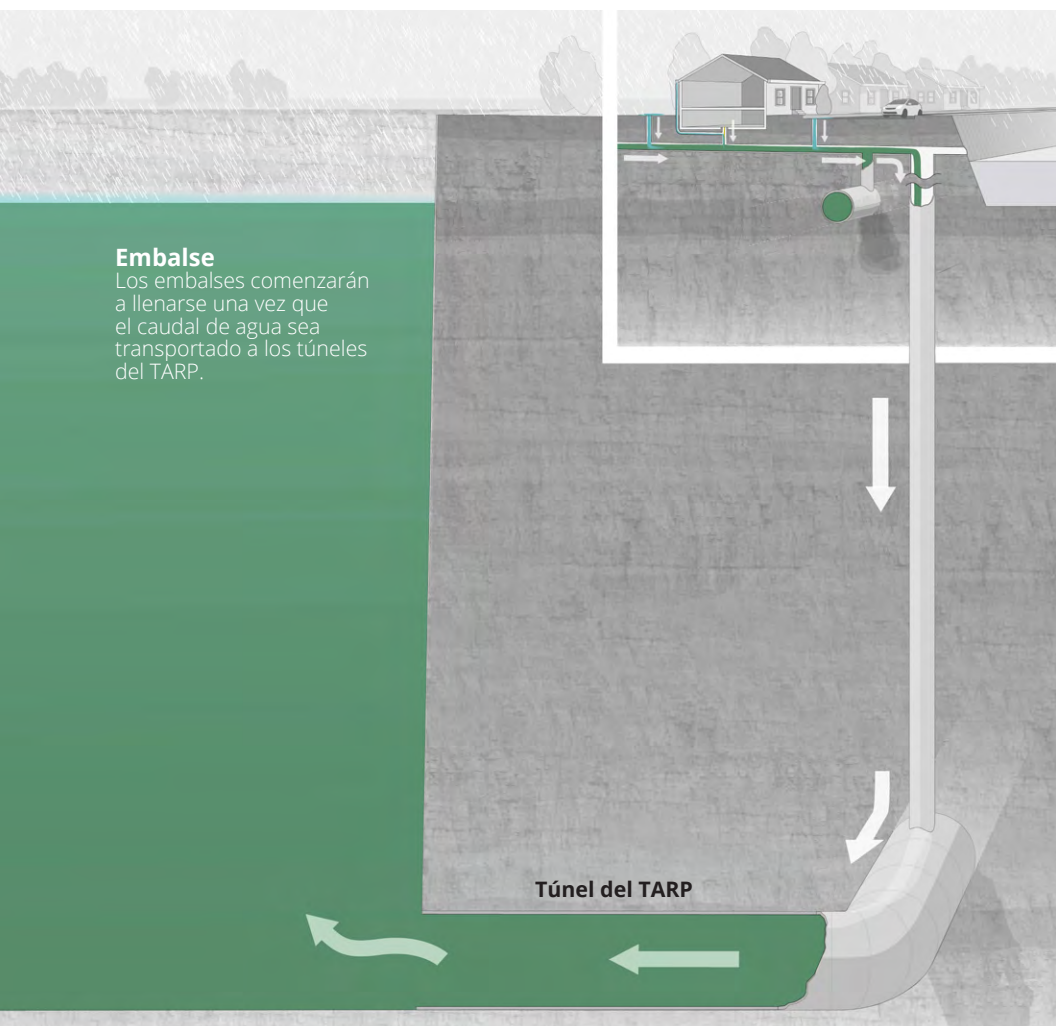 Embalse
Los embalses comenzarán
a llenarse una vez que
el caudal de agua sea
transportado a los túneles
del TARP.
Túnel del TARP